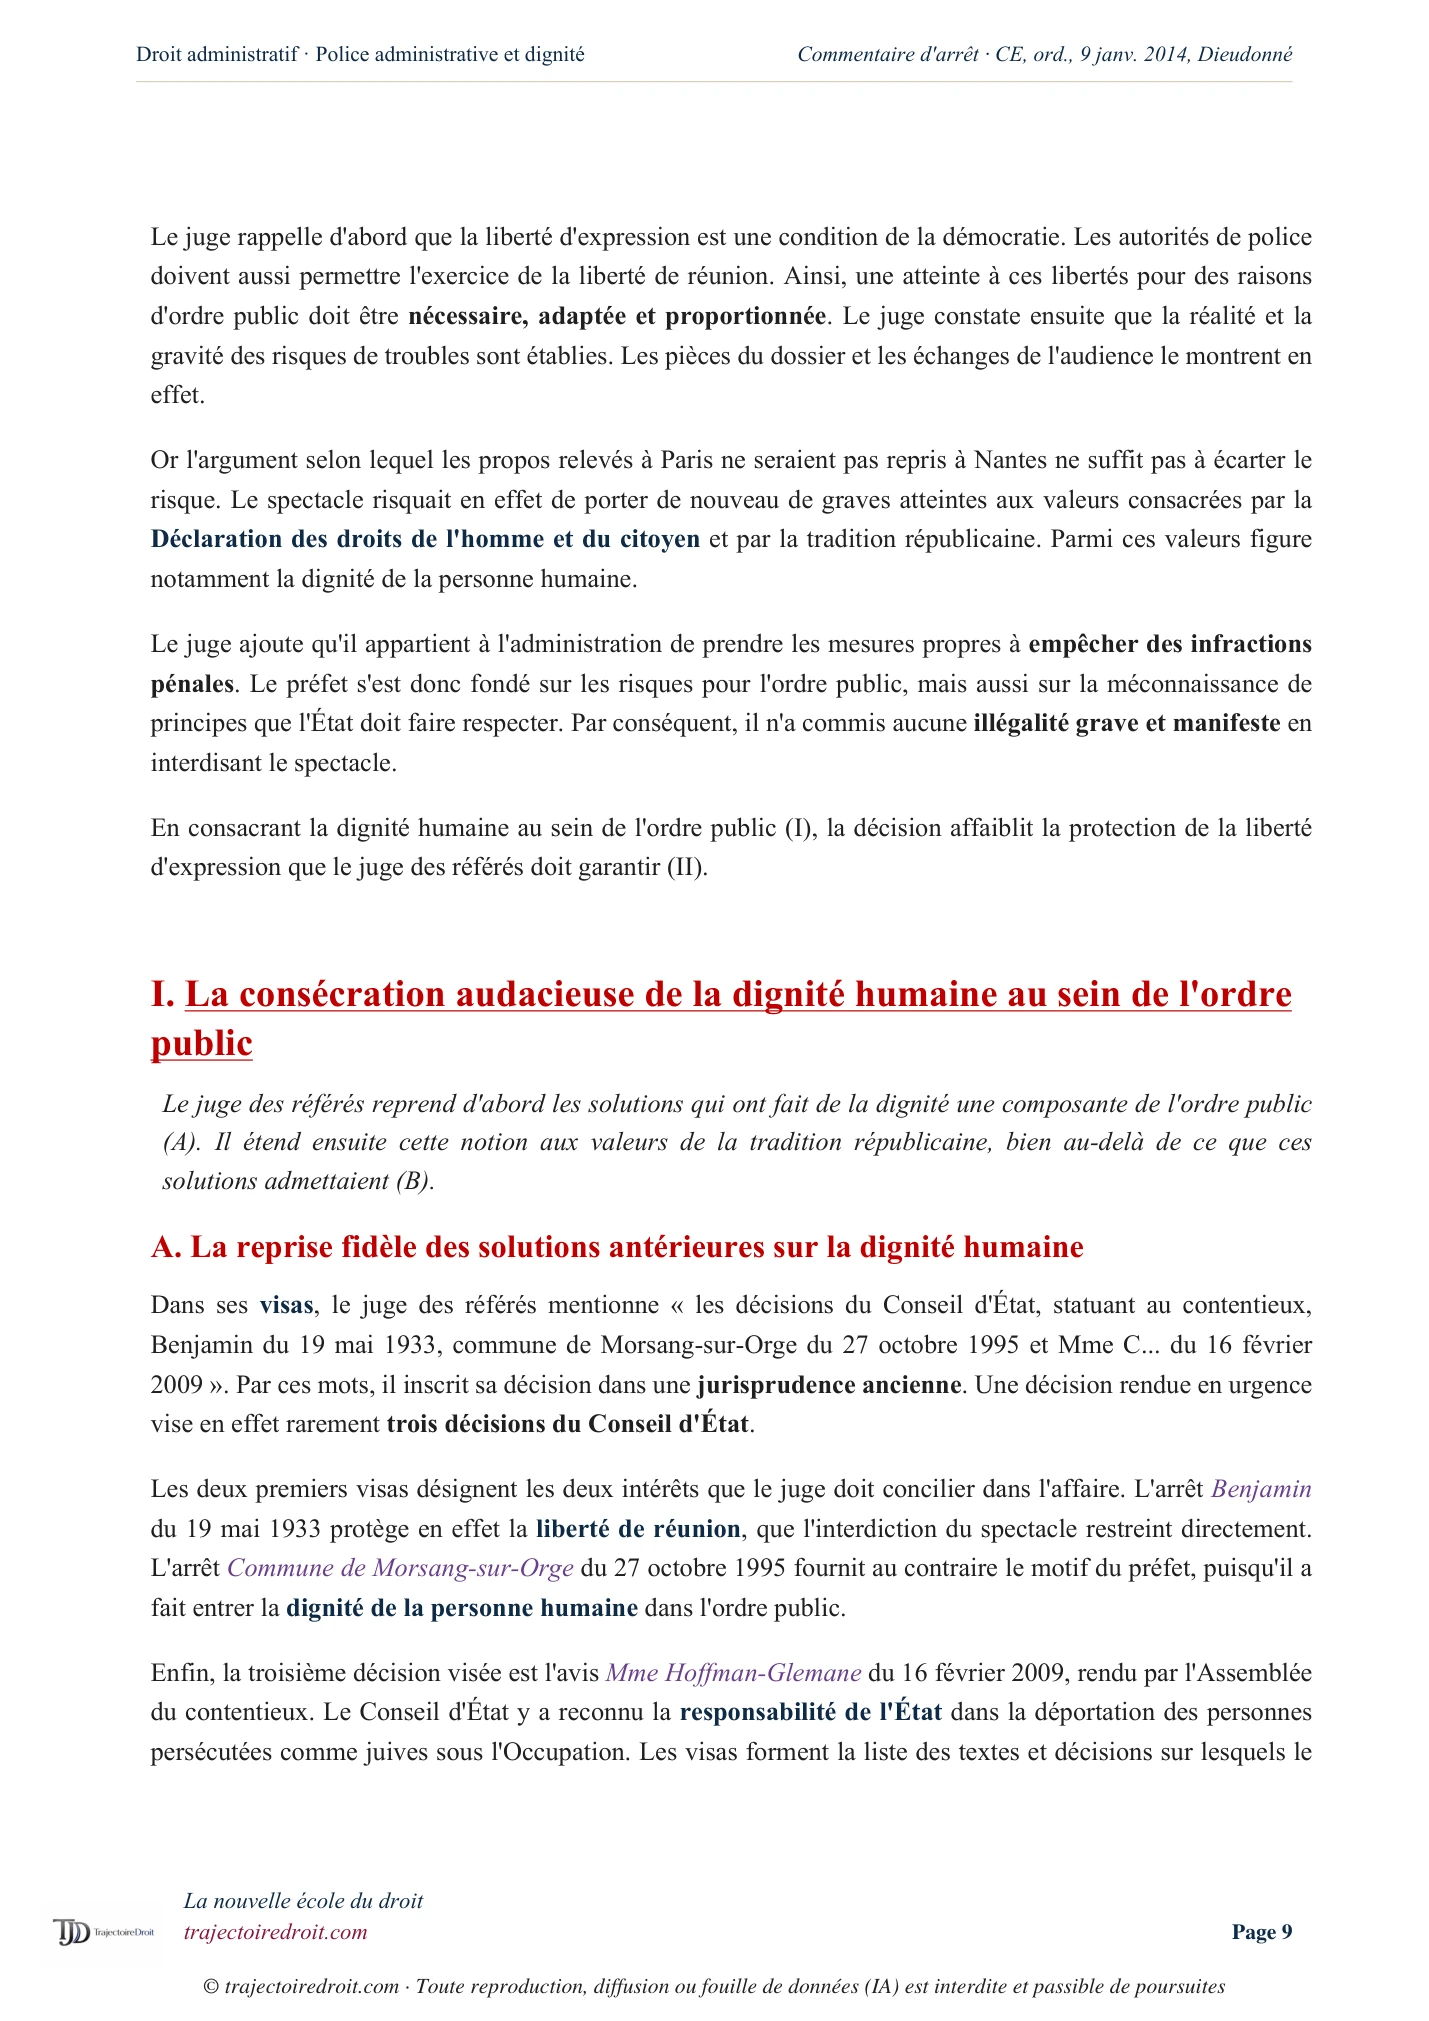 Droit administratif · Police administrative et dignité
Commentaire d'arrêt · CE, ord., 9 janv. 2014, Dieudonné
Le juge rappelle d'abord que la liberté d'expression est une condition de la démocratie. Les autorités de police
doivent aussi permettre l'exercice de la liberté de réunion. Ainsi, une atteinte à ces libertés pour des raisons
d'ordre public doit être nécessaire, adaptée et proportionnée. Le juge constate ensuite que la réalité et la
gravité des risques de troubles sont établies. Les pièces du dossier et les échanges de l'audience le montrent en
effet.
Or l'argument selon lequel les propos relevés à Paris ne seraient pas repris à Nantes ne suffit pas à écarter le
risque. Le spectacle risquait en effet de porter de nouveau de graves atteintes aux valeurs consacrées par la
Déclaration des droits de l'homme et du citoyen et par la tradition républicaine. Parmi ces valeurs figure
notamment la dignité de la personne humaine.
Le juge ajoute qu'il appartient à l'administration de prendre les mesures propres à empêcher des infractions
pénales. Le préfet s'est donc fondé sur les risques pour l'ordre public, mais aussi sur la méconnaissance de
principes que l'État doit faire respecter. Par conséquent, il n'a commis aucune illégalité grave et manifeste en
interdisant le spectacle.
En consacrant la dignité humaine au sein de l'ordre public (I), la décision affaiblit la protection de la liberté
d'expression que le juge des référés doit garantir (II).
I. La consécration audacieuse de la dignité humaine au sein de l'ordre
public
Le juge des référés reprend d'abord les solutions qui ont fait de la dignité une composante de l'ordre public
(A). Il étend ensuite cette notion aux valeurs de la tradition républicaine, bien au-delà de ce que ces
solutions admettaient (B).
A. La reprise fidèle des solutions antérieures sur la dignité humaine
Dans ses visas, le juge des référés mentionne « les décisions du Conseil d'État, statuant au contentieux,
Benjamin du 19 mai 1933, commune de Morsang-sur-Orge du 27 octobre 1995 et Mme C... du 16 février
2009 ». Par ces mots, il inscrit sa décision dans une jurisprudence ancienne. Une décision rendue en urgence
vise en effet rarement trois décisions du Conseil d'État.
Les deux premiers visas désignent les deux intérêts que le juge doit concilier dans l'affaire. L'arrêt Benjamin
du 19 mai 1933 protège en effet la liberté de réunion, que l'interdiction du spectacle restreint directement.
L'arrêt Commune de Morsang-sur-Orge du 27 octobre 1995 fournit au contraire le motif du préfet, puisqu'il a
fait entrer la dignité de la personne humaine dans l'ordre public.
Enfin, la troisième décision visée est l'avis Mme Hoffman-Glemane du 16 février 2009, rendu par l'Assemblée
du contentieux. Le Conseil d'État y a reconnu la responsabilité de l'État dans la déportation des personnes
persécutées comme juives sous l'Occupation. Les visas forment la liste des textes et décisions sur lesquels le
La nouvelle école du droit
TJD TrajectoireDroit
trajectoiredroit.com
Page 9
© trajectoiredroit.com · Toute reproduction, diffusion ou fouille de données (IA) est interdite et passible de poursuites